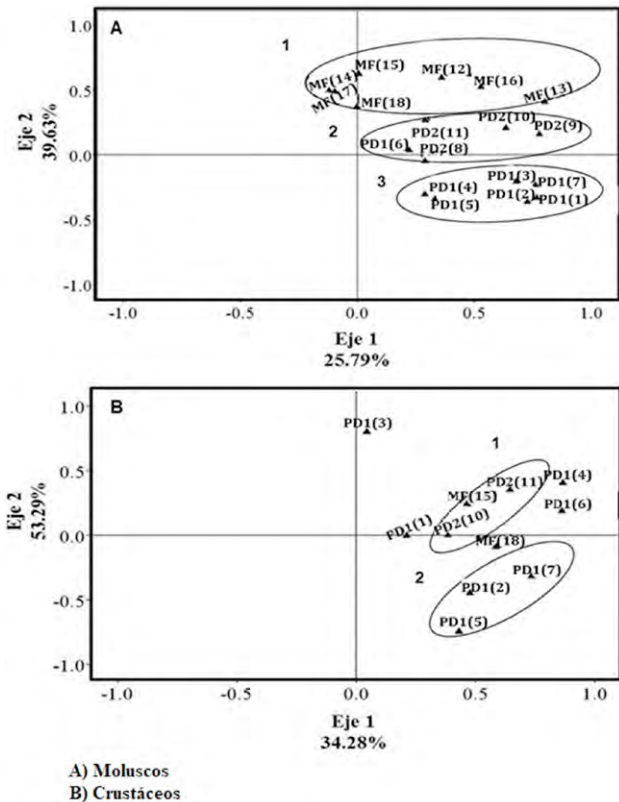 A
1
1.0
MF(15)
MF(14)
MF(12)
MF(16)
0.5
MF(17)
MF(18)
MF(13)
2
PD2(10)
PD2(11)
PD2(9)
PD1(6)
PD2(8)
0.0
3
PD1(3)
PD1(4)
PD1(7)
PD1(2)
PD1(5)
PD1(1)
-0.5
-1.0
Eje 2
39.63%
-1.0 -0.5 0.0 0.5 1.0
Eje 1
25.79%
B
1.0
PD1(3)
1
0.5
PD2(11)
PD1(4)
MF(15)
PD1(6)
PD1(1)
PD2(10)
0.0
MF(18)
2
PD1(7)
PD1(2)
-0.5
PD1(5)
-1.0
Eje 2
53.29%
-1.0 -0.5 0.0 0.5 1.0
Eje 1
34.28%
A) Moluscos
B) Crustáceos